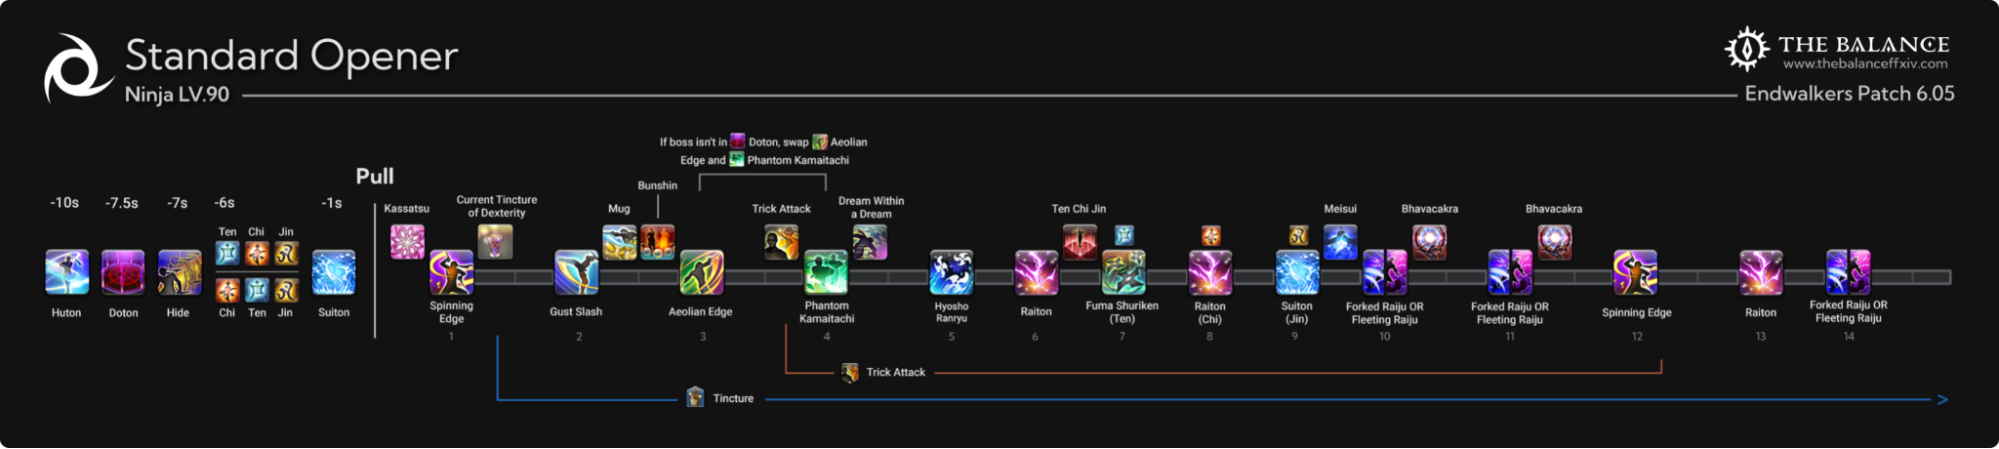 Standard Opener
Ninja LV.90
THE BALANCE
www.thebalanceffxiv.com
Endwalkers Patch 6.05
If boss isn't in Doton, swap Aeolian
Edge and Phantom Kamaitachi
Pull
-10s
-7.5s
-7s
-6s
-1s
Ten
Chi
Jin
Chi
Ten
Jin
Huton
Doton
Hide
Suiton
Kassatsu
Current Tincture
of Dexterity
Mug
Bunshin
Trick Attack
Dream Within
a Dream
Ten Chi Jin
Meisui
Bhavacakra
Bhavacakra
Spinning
Edge
1
Gust Slash
2
Aeolian Edge
3
Phantom
Kamaitachi
4
Hyosho
Ranryu
5
Raiton
6
Fuma Shuriken
(Ten)
7
Raiton
(Chi)
8
Suiton
(Jin)
9
Forked Raiju OR
Fleeting Raiju
10
Forked Raiju OR
Fleeting Raiju
11
Spinning Edge
12
Raiton
13
Forked Raiju OR
Fleeting Raiju
14
Trick Attack
Tincture